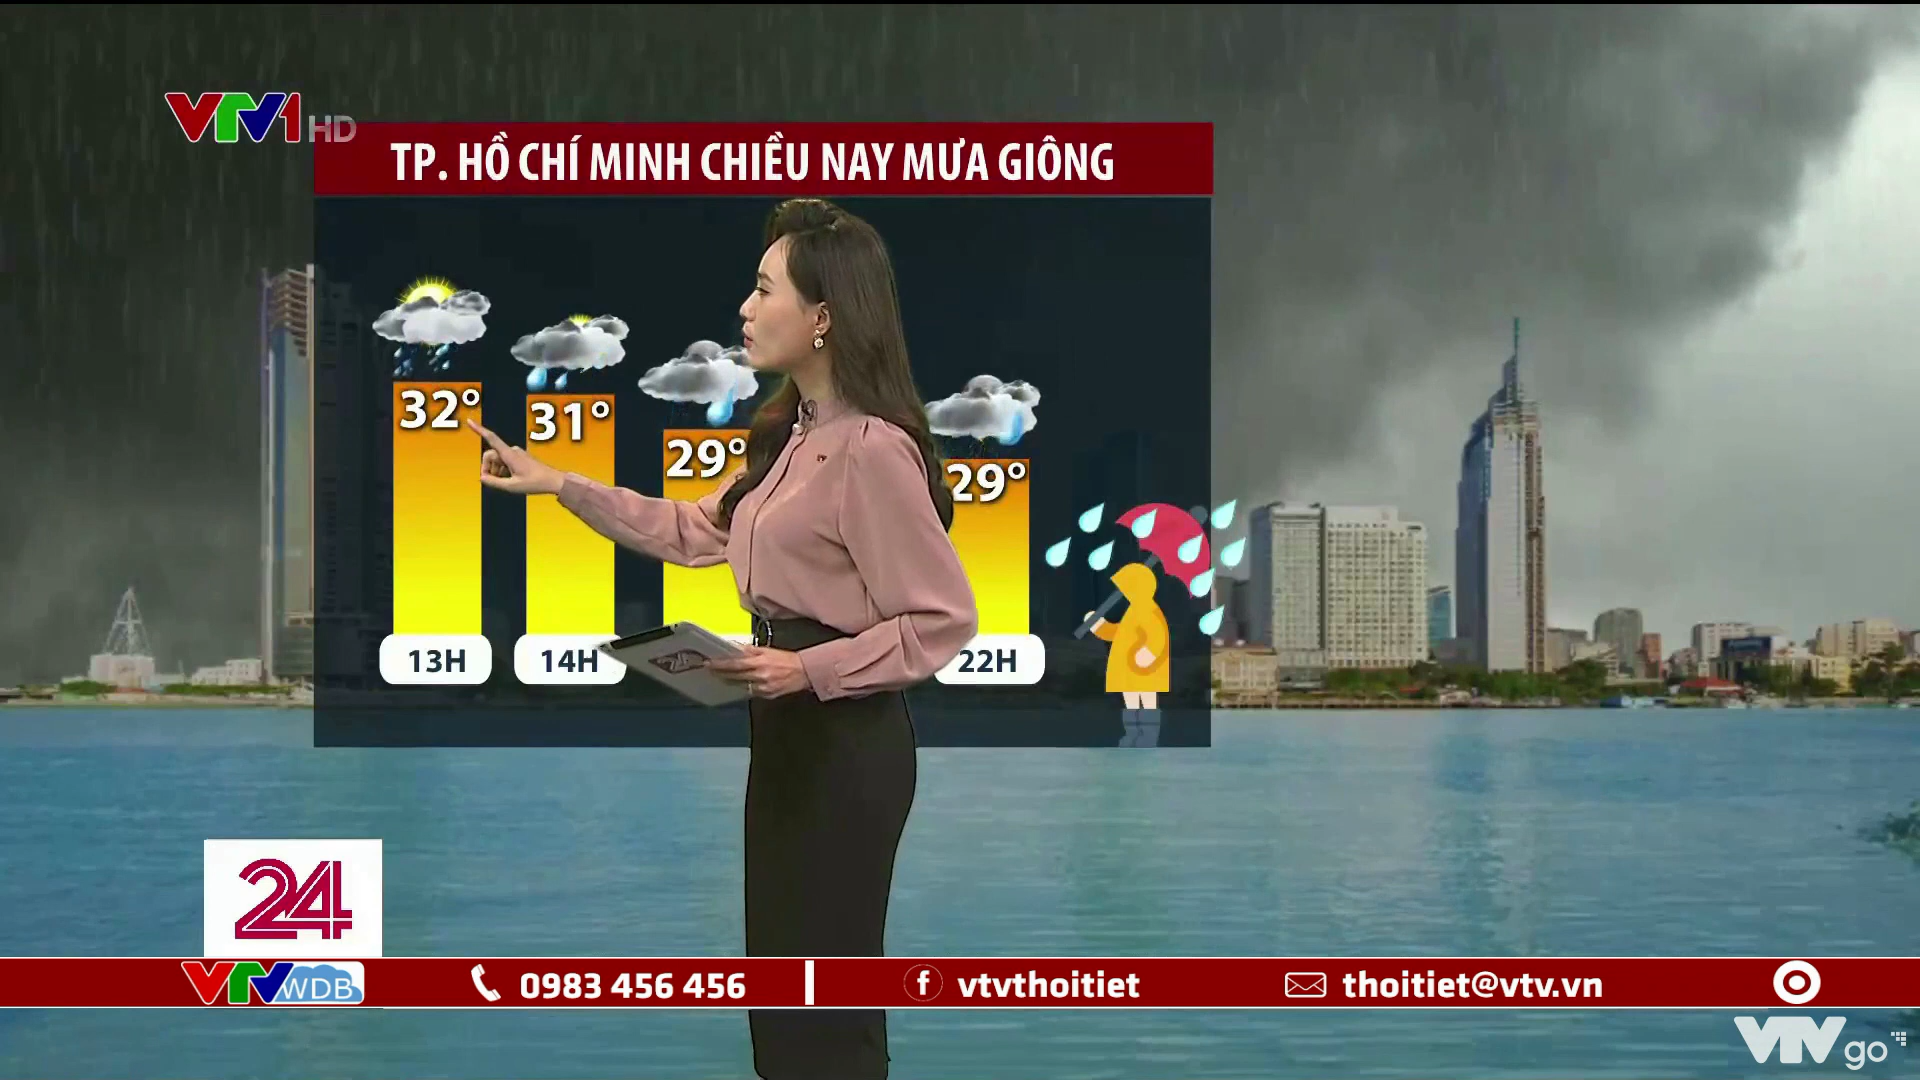 VTV1 HD
TP. HỒ CHÍ MINH CHIỀU NAY MƯA GIÔNG
32° 31° 29° 29°
13H 14H 22H
24
VTV WDB 0983 456 456 vtvthoitiet thoitiet@vtv.vn
VTV go